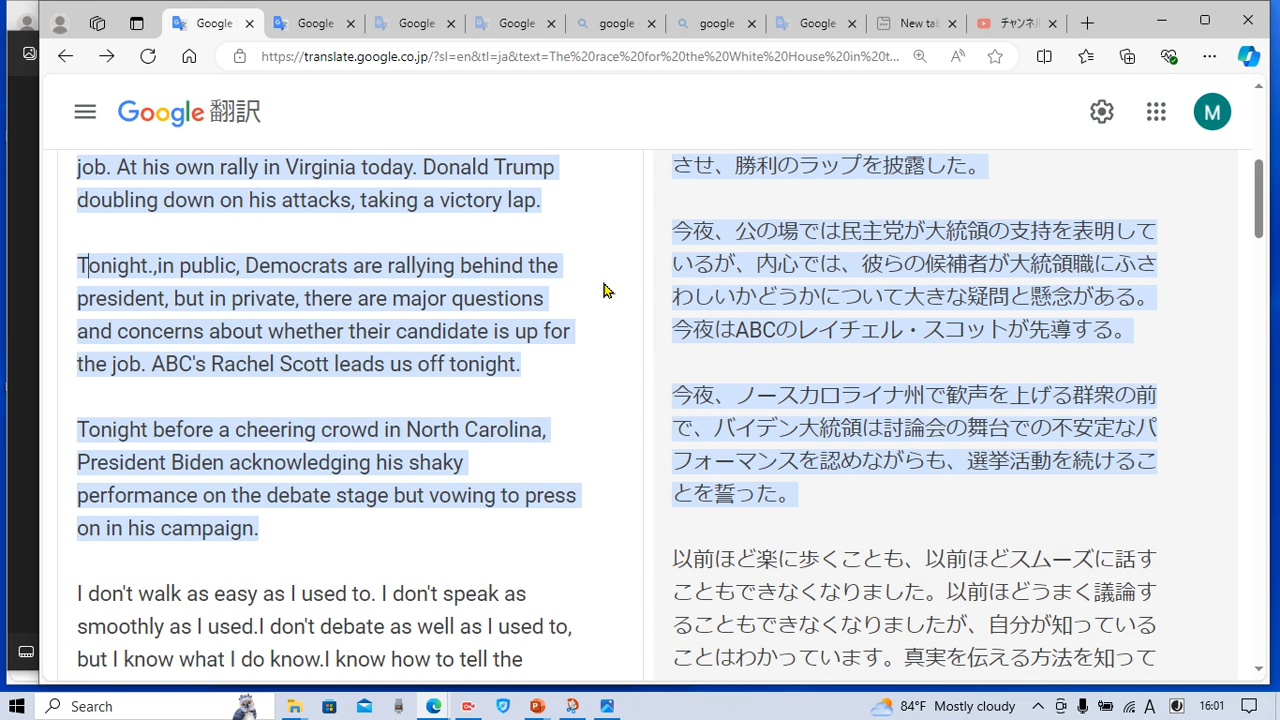 Google
Google
Google
Google
google
google
Google
New tab
チャンネル
https://translate.google.co.jp/?sl=en&tl=ja&text=The%20race%20for%20the%20White%20House%20in%20t...
Google 翻訳
M
job. At his own rally in Virginia today. Donald Trump
doubling down on his attacks, taking a victory lap.
Tonight.,in public, Democrats are rallying behind the
president, but in private, there are major questions
and concerns about whether their candidate is up for
the job. ABC's Rachel Scott leads us off tonight.
Tonight before a cheering crowd in North Carolina,
President Biden acknowledging his shaky
performance on the debate stage but vowing to press
on in his campaign.
I don't walk as easy as I used to. I don't speak as
smoothly as I used.I don't debate as well as I used to,
but I know what I do know.I know how to tell the
させ、勝利のラップを披露した。
今夜、公の場では民主党が大統領の支持を表明して
いるが、内心では、彼らの候補者が大統領職にふさ
わしいかどうかについて大きな疑問と懸念がある。
今夜はABCのレイチェル・スコットが先導する。
今夜、ノースカロライナ州で歓声を上げる群衆の前
で、バイデン大統領は討論会の舞台での不安定なパ
フォーマンスを認めながらも、選挙活動を続けるこ
とを誓った。
以前ほど楽に歩くことも、以前ほどスムーズに話す
こともできなくなりました。以前ほどうまく議論す
ることもできなくなりましたが、自分が知っている
ことはわかっています。真実を伝える方法を知って
Search
84°F Mostly cloudy
A
16:01